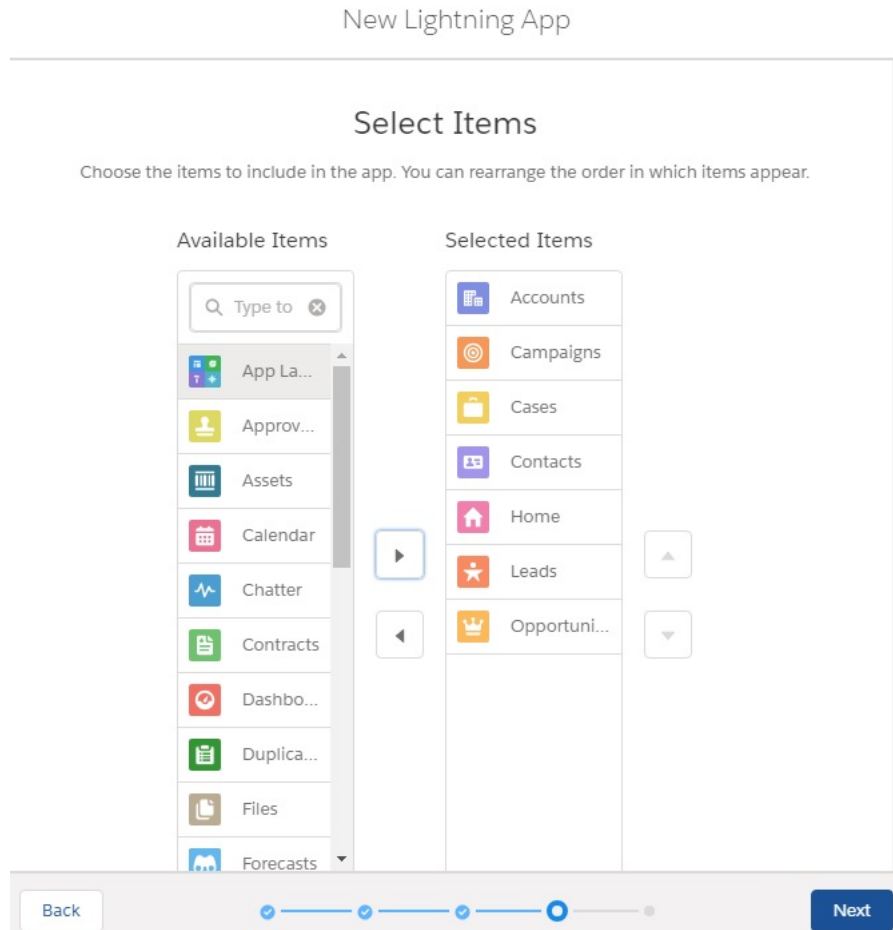 New Lightning App
Select Items
Choose the items to include in the app. You can rearrange the order in which items appear.
Available Items
Type to
App La...
Approv...
Assets
Calendar
Chatter
Contracts
Dashbo...
Duplica...
Files
Forecasts
Selected Items
Accounts
Campaigns
Cases
Contacts
Home
Leads
Opportuni...
Back
Next